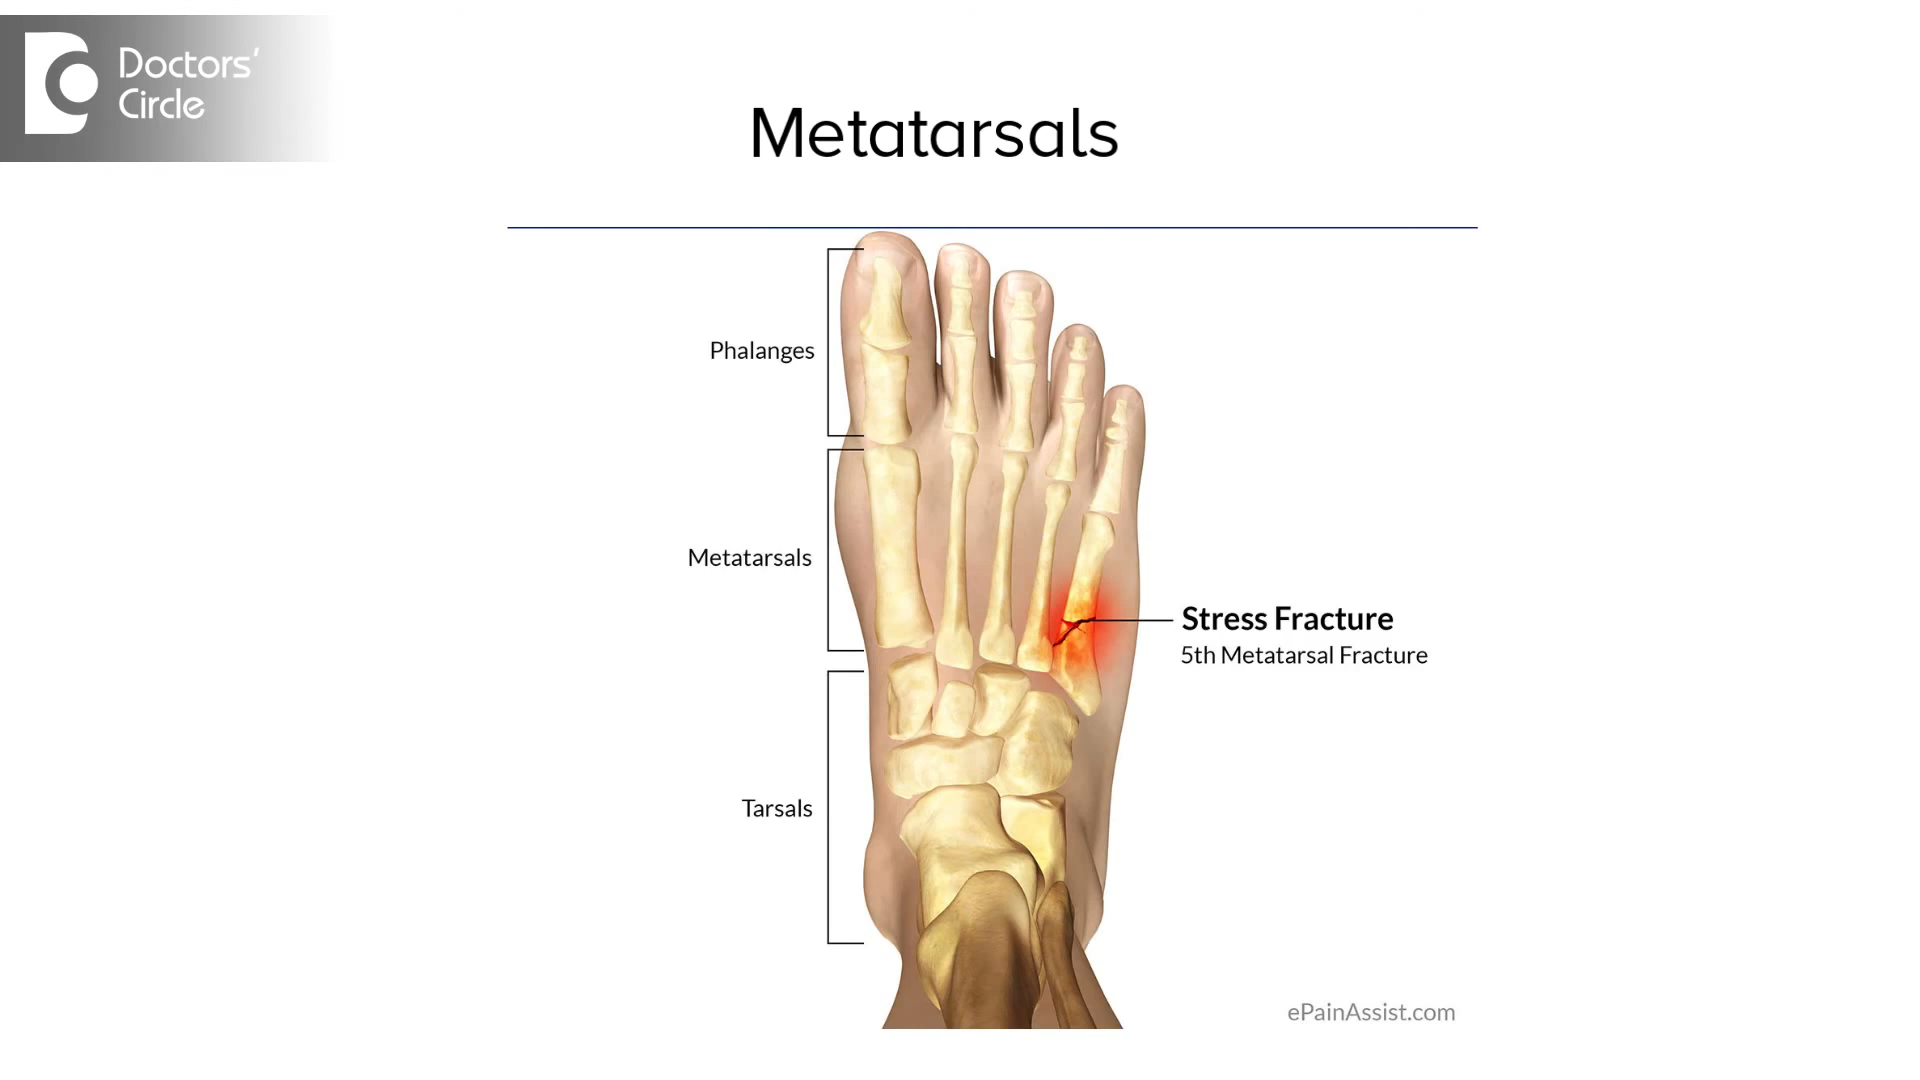 Doctors'
Circle
Metatarsals
Phalanges
Metatarsals
Stress Fracture
5th Metatarsal Fracture
Tarsals
ePainAssist.com